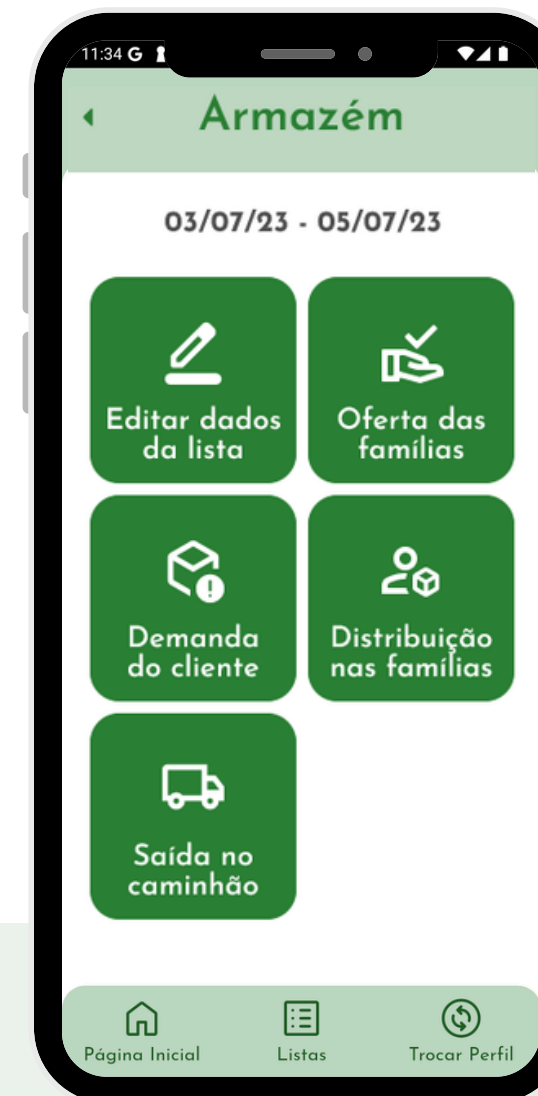 11:34 G
Armazém
03/07/23 - 05/07/23
Editar dados
da lista
Oferta das
famílias
Demanda
do cliente
Distribuição
nas famílias
Saída no
caminhão
Página Inicial
Listas
Trocar Perfil